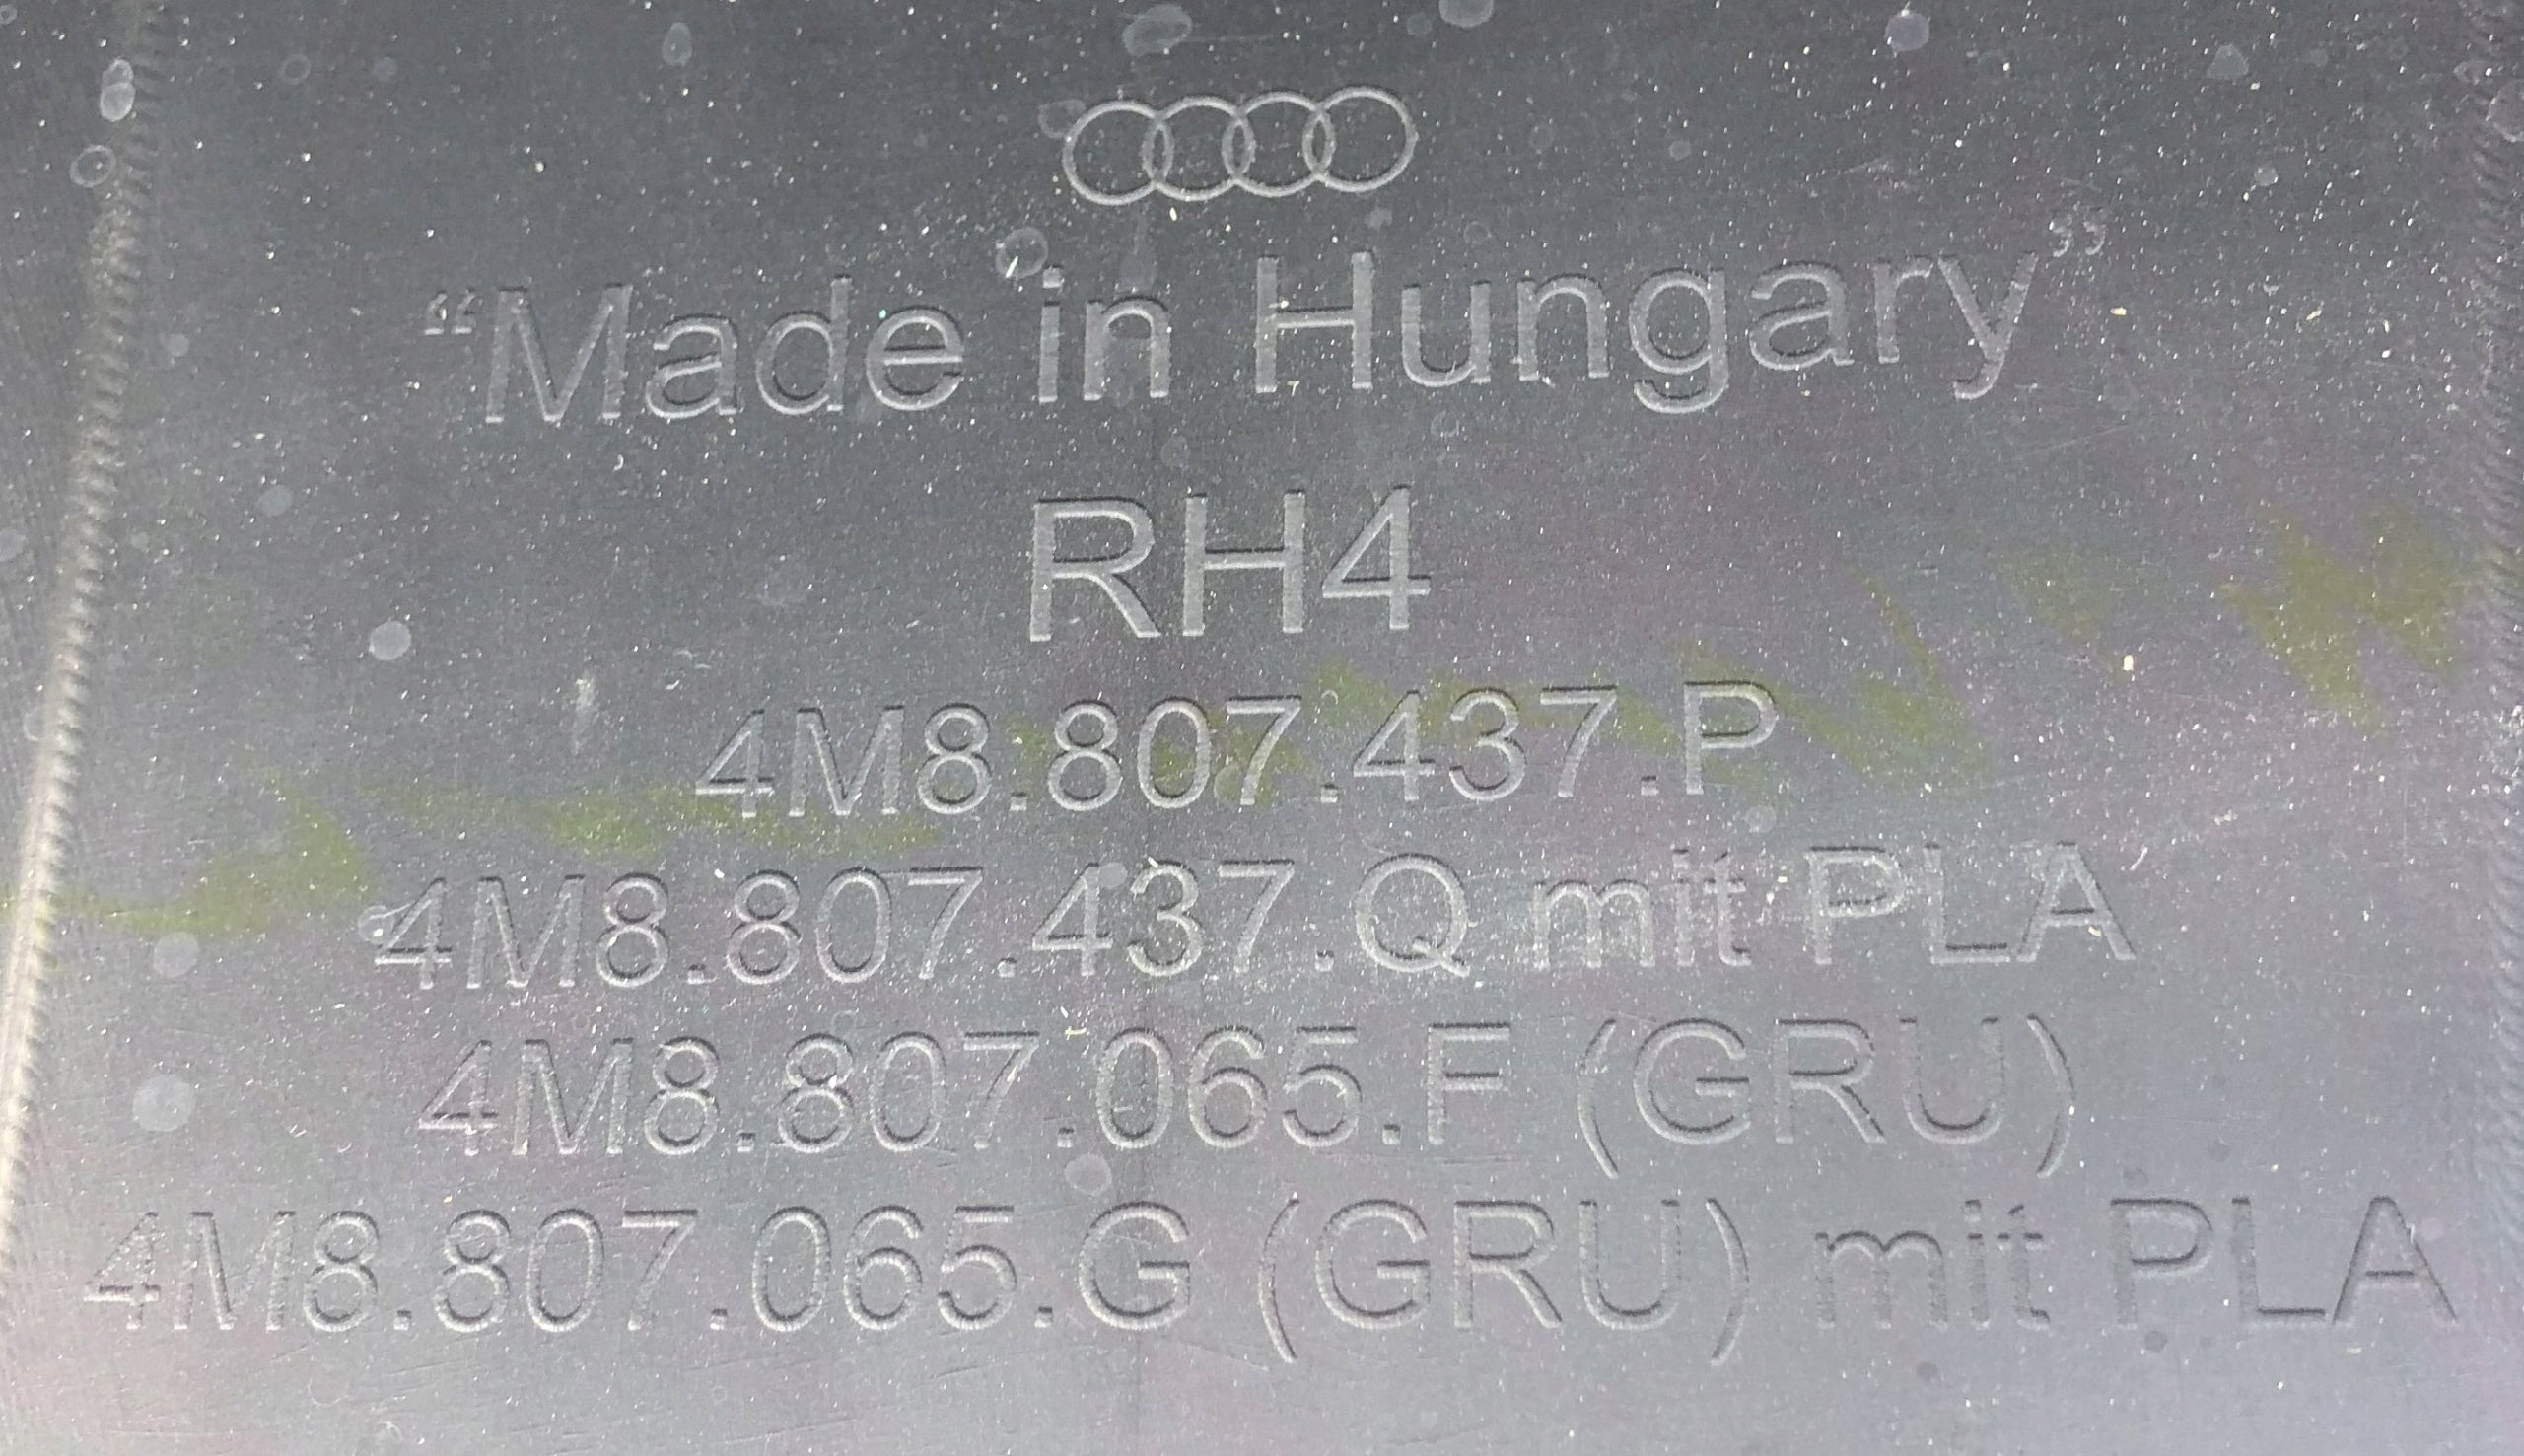 “Made in Hungary”
RH4
4M8.807.437.P
4M8.807.437.Q mit PLA
4M8.807.065.F (GRU)
4M8.807.065.G (GRU) mit PLA